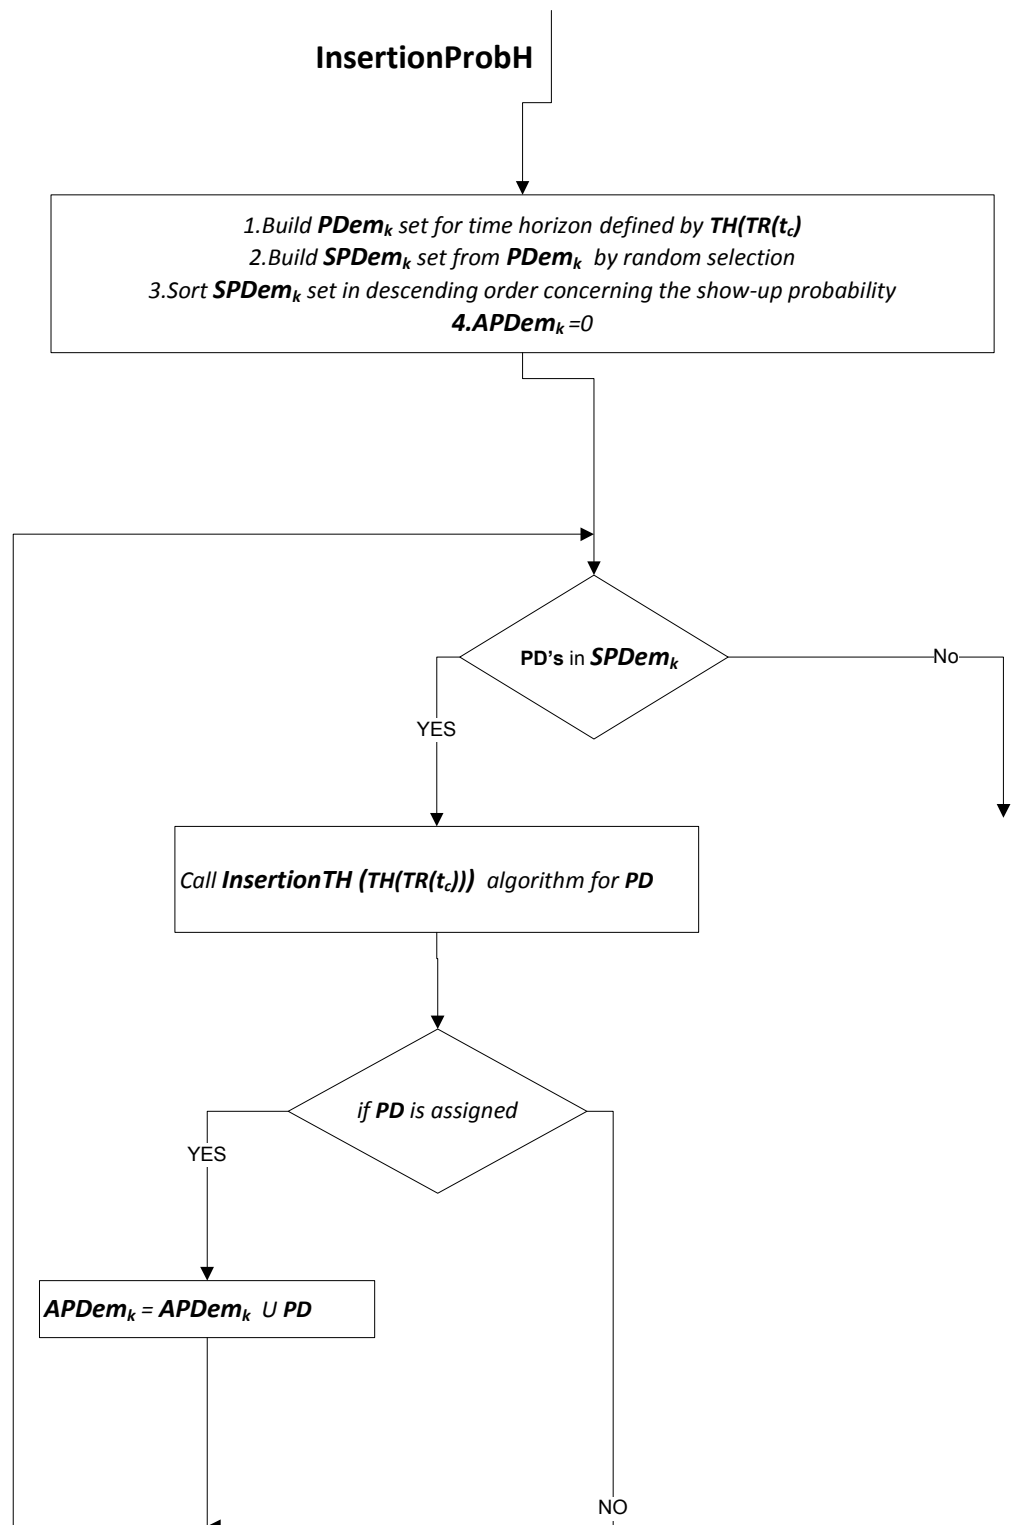 InsertionProbH
1.Build PDemk set for time horizon defined by TH(TR(tc)
2.Build SPDemk set from PDemk by random selection
3.Sort SPDemk set in descending order concerning the show-up probability
4.APDemk =0
PD's in SPDemk
No
YES
Call InsertionTH (TH(TR(tc))) algorithm for PD
if PD is assigned
YES
APDemk = APDemk U PD
NO